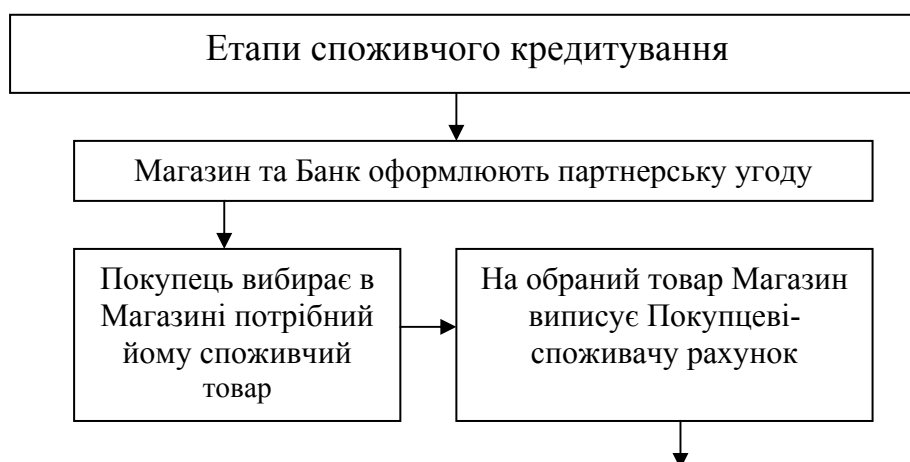 Етапи споживчого кредитування
Магазин та Банк оформлюють партнерську угоду
Покупець вибирає в
Магазині потрібний
йому споживчий
товар
На обраний товар Магазин
виписує Покупцеві-
споживачу рахунок